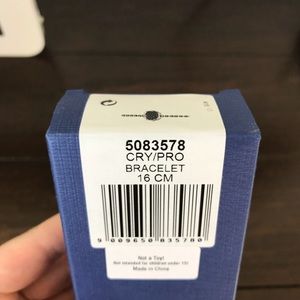 5083578
CRY/PRO
BRACELET
16 CM
9 009650 835780
Not a Toy!
Not intended for children under 15!
Made in China